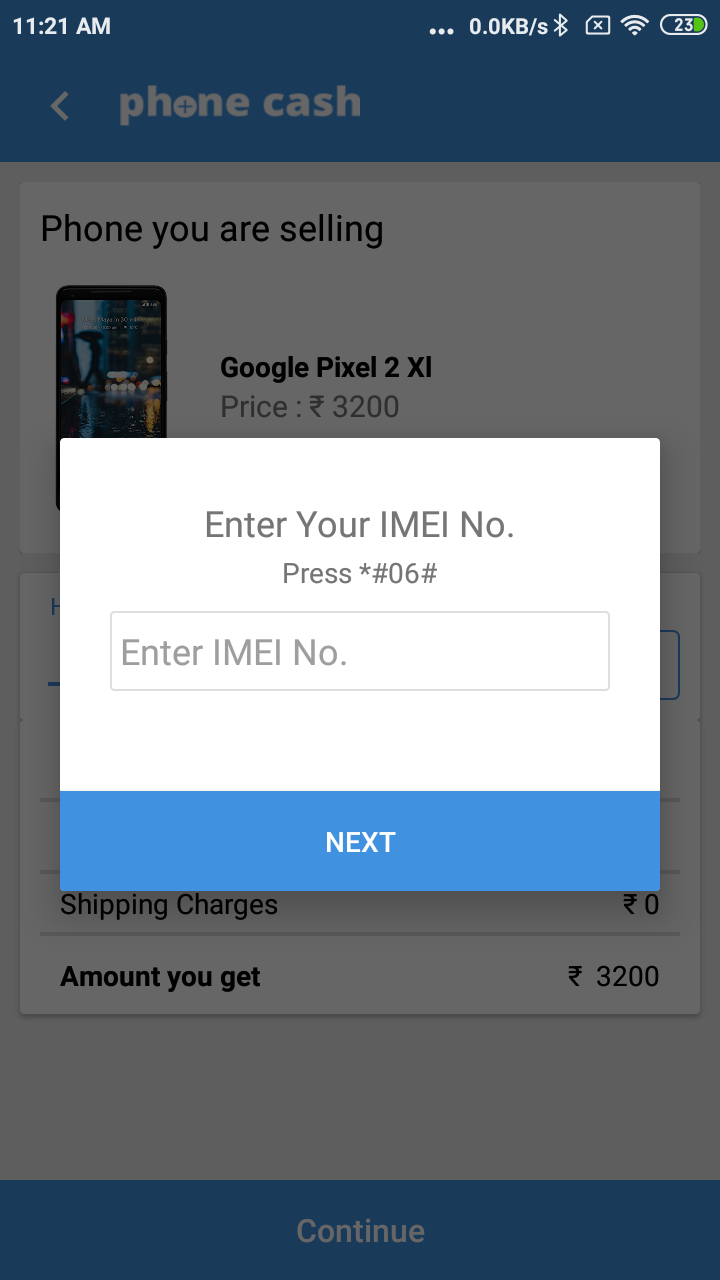 11:21 AM ... 0.0KB/s 23
phone cash
Phone you are selling
Google Pixel 2 Xl
Price : ₹ 3200
Enter Your IMEI No.
Press *#06#
H
Enter IMEI No.
NEXT
Shipping Charges ₹ 0
Amount you get ₹ 3200
Continue